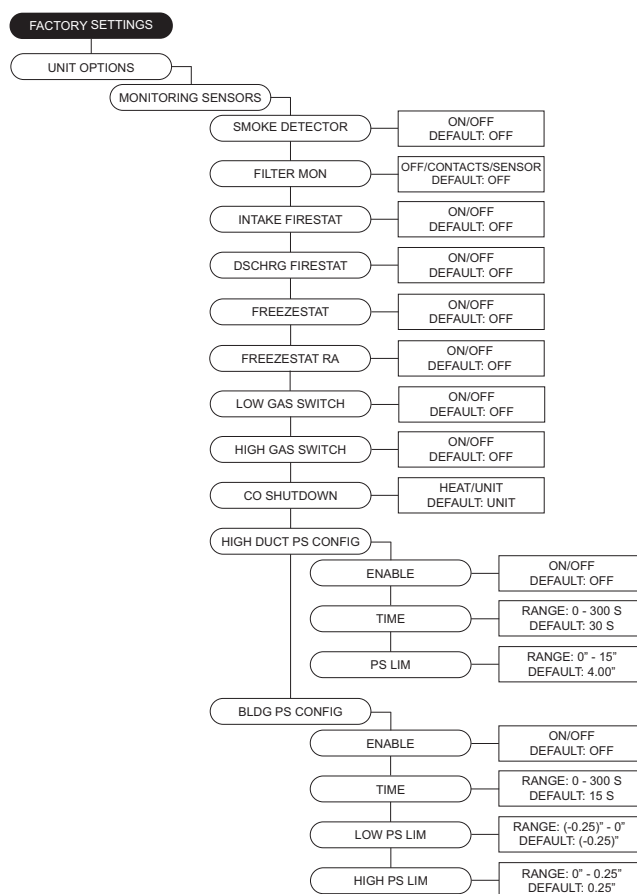 FACTORY SETTINGS
UNIT OPTIONS
MONITORING SENSORS
SMOKE DETECTOR
ON/OFF
DEFAULT: OFF
FILTER MON
OFF/CONTACTS/SENSOR
DEFAULT: OFF
INTAKE FIRESTAT
ON/OFF
DEFAULT: OFF
DSCHRG FIRESTAT
ON/OFF
DEFAULT: OFF
FREEZESTAT
ON/OFF
DEFAULT: OFF
FREEZESTAT RA
ON/OFF
DEFAULT: OFF
LOW GAS SWITCH
ON/OFF
DEFAULT: OFF
HIGH GAS SWITCH
ON/OFF
DEFAULT: OFF
CO SHUTDOWN
HEAT/UNIT
DEFAULT: UNIT
HIGH DUCT PS CONFIG
ENABLE
ON/OFF
DEFAULT: OFF
TIME
RANGE: 0 - 300 S
DEFAULT: 30 S
PS LIM
RANGE: 0” - 15”
DEFAULT: 4.00”
BLDG PS CONFIG
ENABLE
ON/OFF
DEFAULT: OFF
TIME
RANGE: 0 - 300 S
DEFAULT: 15 S
LOW PS LIM
RANGE: (-0.25)” - 0”
DEFAULT: (-0.25)”
HIGH PS LIM
RANGE: 0” - 0.25”
DEFAULT: 0.25”